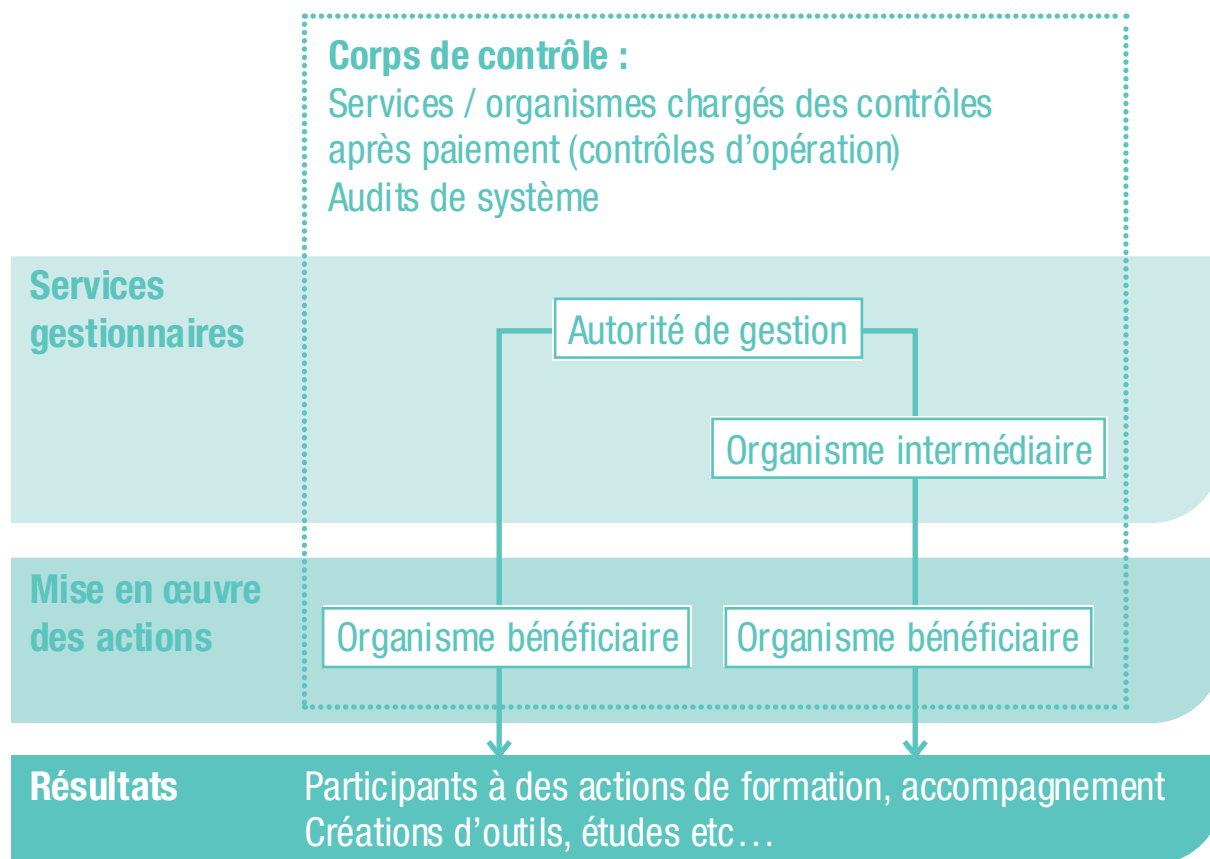 Corps de contrôle :
Services / organismes chargés des contrôles
après paiement (contrôles d'opération)
Audits de système
Services
gestionnaires
Autorité de gestion
Organisme intermédiaire
Mise en œuvre
des actions
Organisme bénéficiaire
Organisme bénéficiaire
Résultats
Participants à des actions de formation, accompagnement
Créations d'outils, études etc…